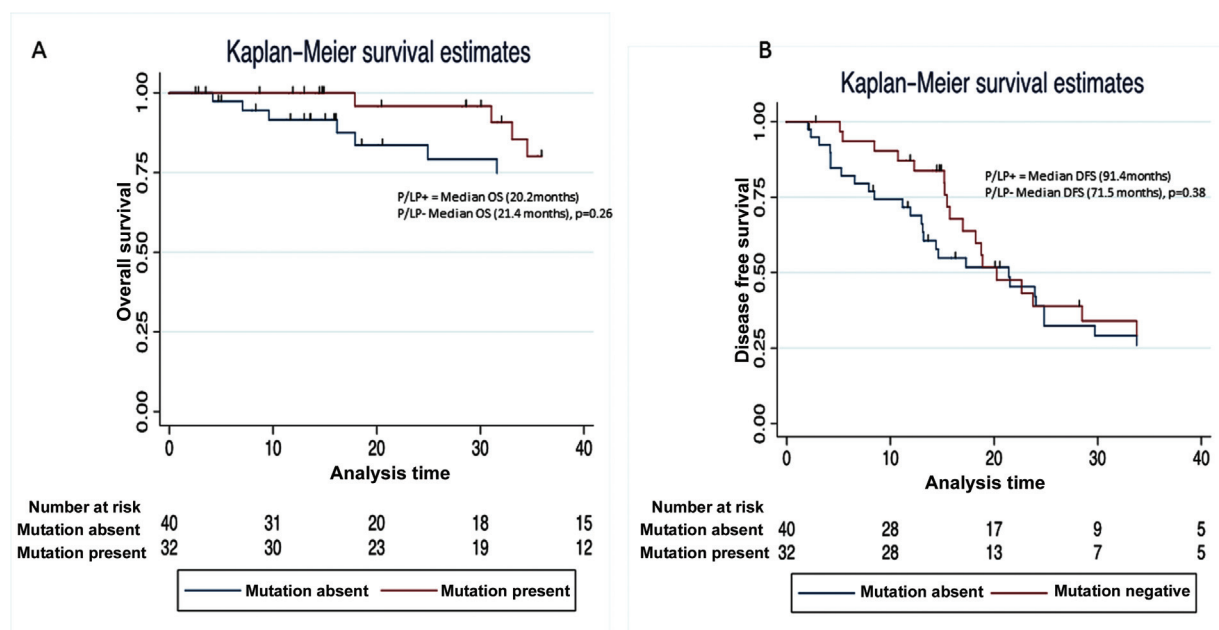 A
Kaplan–Meier survival estimates
Overall survival
1.00
0.75
0.50
0.25
0.00
P/LP+ = Median OS (20.2months)
P/LP- Median OS (21.4 months), p=0.26
0 10 20 30 40
Analysis time
Number at risk
Mutation absent 40 31 20 18 15
Mutation present 32 30 23 19 12
Mutation absent Mutation present
B
Kaplan–Meier survival estimates
Disease free survival
1.00
0.75
0.50
0.25
0.00
P/LP+ = Median DFS (91.4months)
P/LP- Median DFS (71.5 months), p=0.38
0 10 20 30 40
Analysis time
Number at risk
Mutation absent 40 28 17 9 5
Mutation present 32 28 13 7 5
Mutation absent Mutation negative